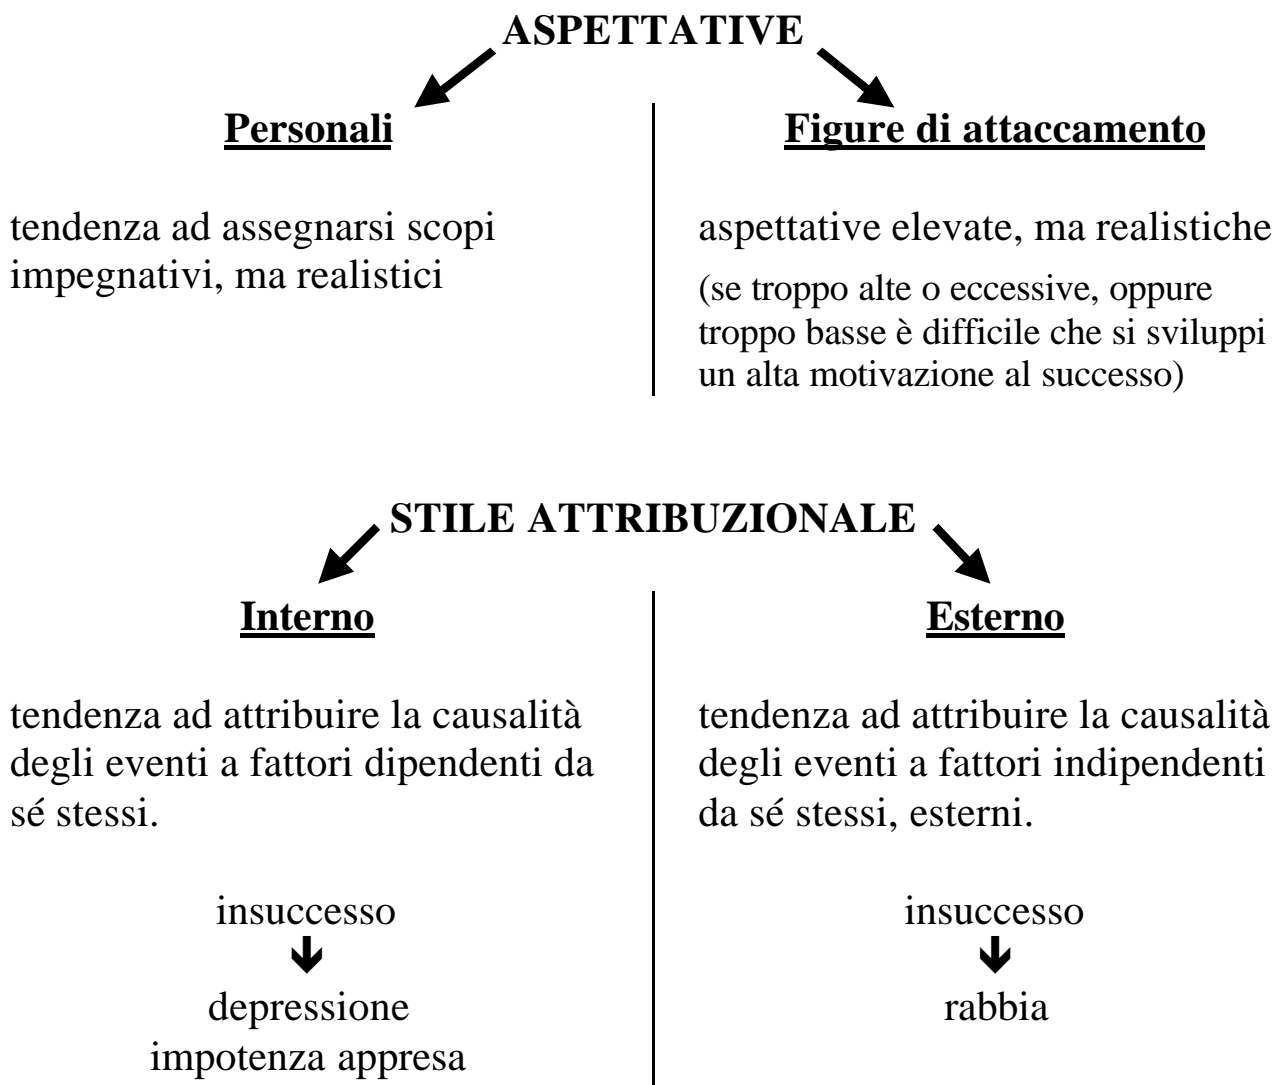 ASPETTATIVE
Personali
tendenza ad assegnarsi scopi
impegnativi, ma realistici
Figure di attaccamento
aspettative elevate, ma realistiche
(se troppo alte o eccessive, oppure
troppo basse è difficile che si sviluppi
un alta motivazione al successo)
STILE ATTRIBUZIONALE
Interno
tendenza ad attribuire la causalità
degli eventi a fattori dipendenti da
sé stessi.
insuccesso
depressione
impotenza appresa
Esterno
tendenza ad attribuire la causalità
degli eventi a fattori indipendenti
da sé stessi, esterni.
insuccesso
rabbia